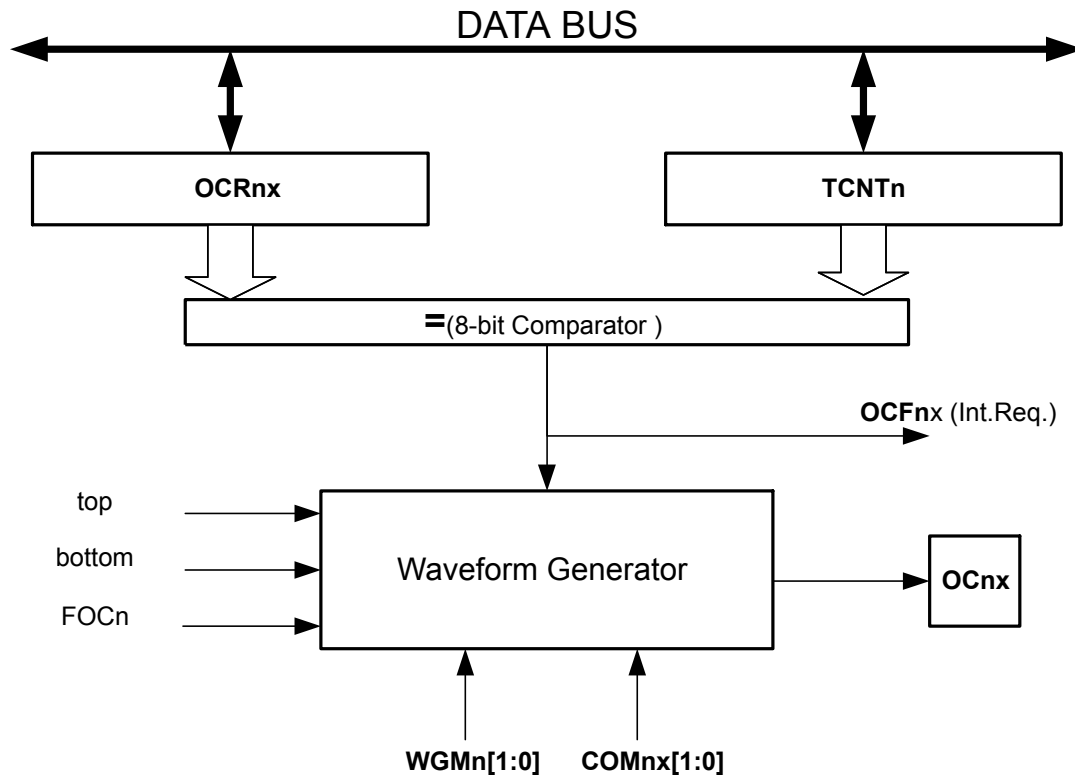 DATA BUS
OCRnx
TCNTn
=(8-bit Comparator )
OCFnx (Int.Req.)
top
bottom
FOCn
Waveform Generator
OCnx
WGMn[1:0]
COMnx[1:0]